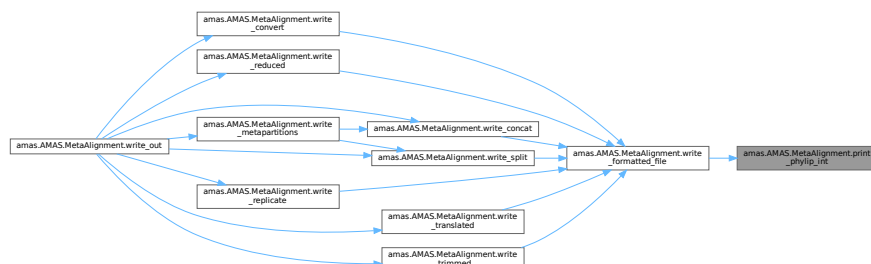 amas.AMAS.MetaAlignment.write
_convert
amas.AMAS.MetaAlignment.write
_reduced
amas.AMAS.MetaAlignment.write
_metapartitions
amas.AMAS.MetaAlignment.write_concat
amas.AMAS.MetaAlignment.write_out
amas.AMAS.MetaAlignment.write_split
amas.AMAS.MetaAlignment.write
_formatted_file
amas.AMAS.MetaAlignment.print
_phylip_int
amas.AMAS.MetaAlignment.write
_replicate
amas.AMAS.MetaAlignment.write
_translated
amas.AMAS.MetaAlignment.write
_trimmed